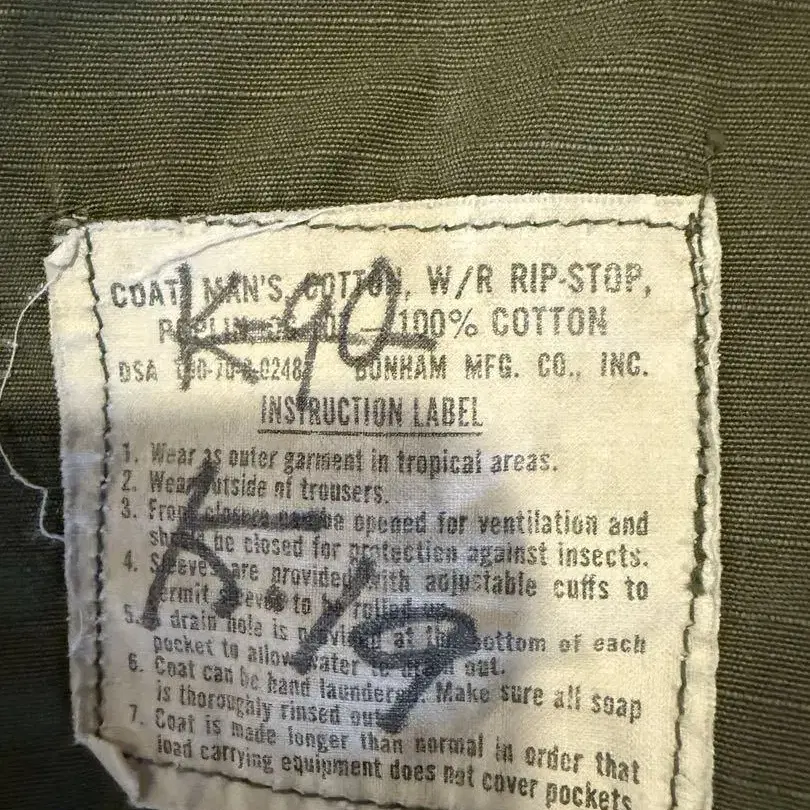 COAT, MAN'S, COTTON, W/R RIP-STOP,
POPLIN 100% COTTON
DSA BONHAM MFG. CO., INC.
INSTRUCTION LABEL
1. Wear as outer garment in tropical areas.
2. Wear outside of trousers.
3. Front closure can be opened for ventilation and
should be closed for protection against insects.
4. Sleeves are provided with adjustable cuffs to
permit sleeves to be rolled up.
5. A drain hole is provided at the bottom of each
pocket to allow water to drain out.
6. Coat can be hand laundered. Make sure all soap
is thoroughly rinsed out.
7. Coat is made longer than normal in order that
load carrying equipment does not cover pockets.
K-90